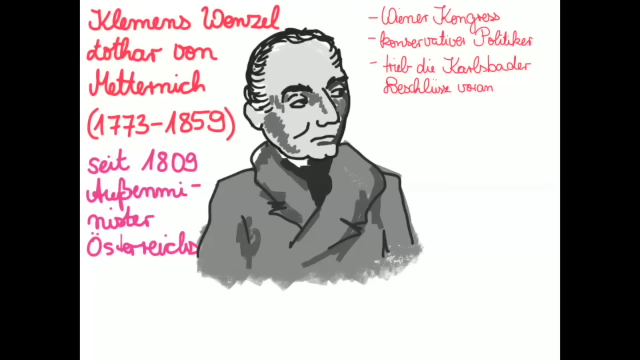 Klemens Wenzel
Lothar von
Metternich
(1773-1859)
seit 1809
Außenmi-
nister
Österreichs
- Wiener Kongress
- konservativer Politiker
- trieb die Karlsbader
Beschlüsse voran